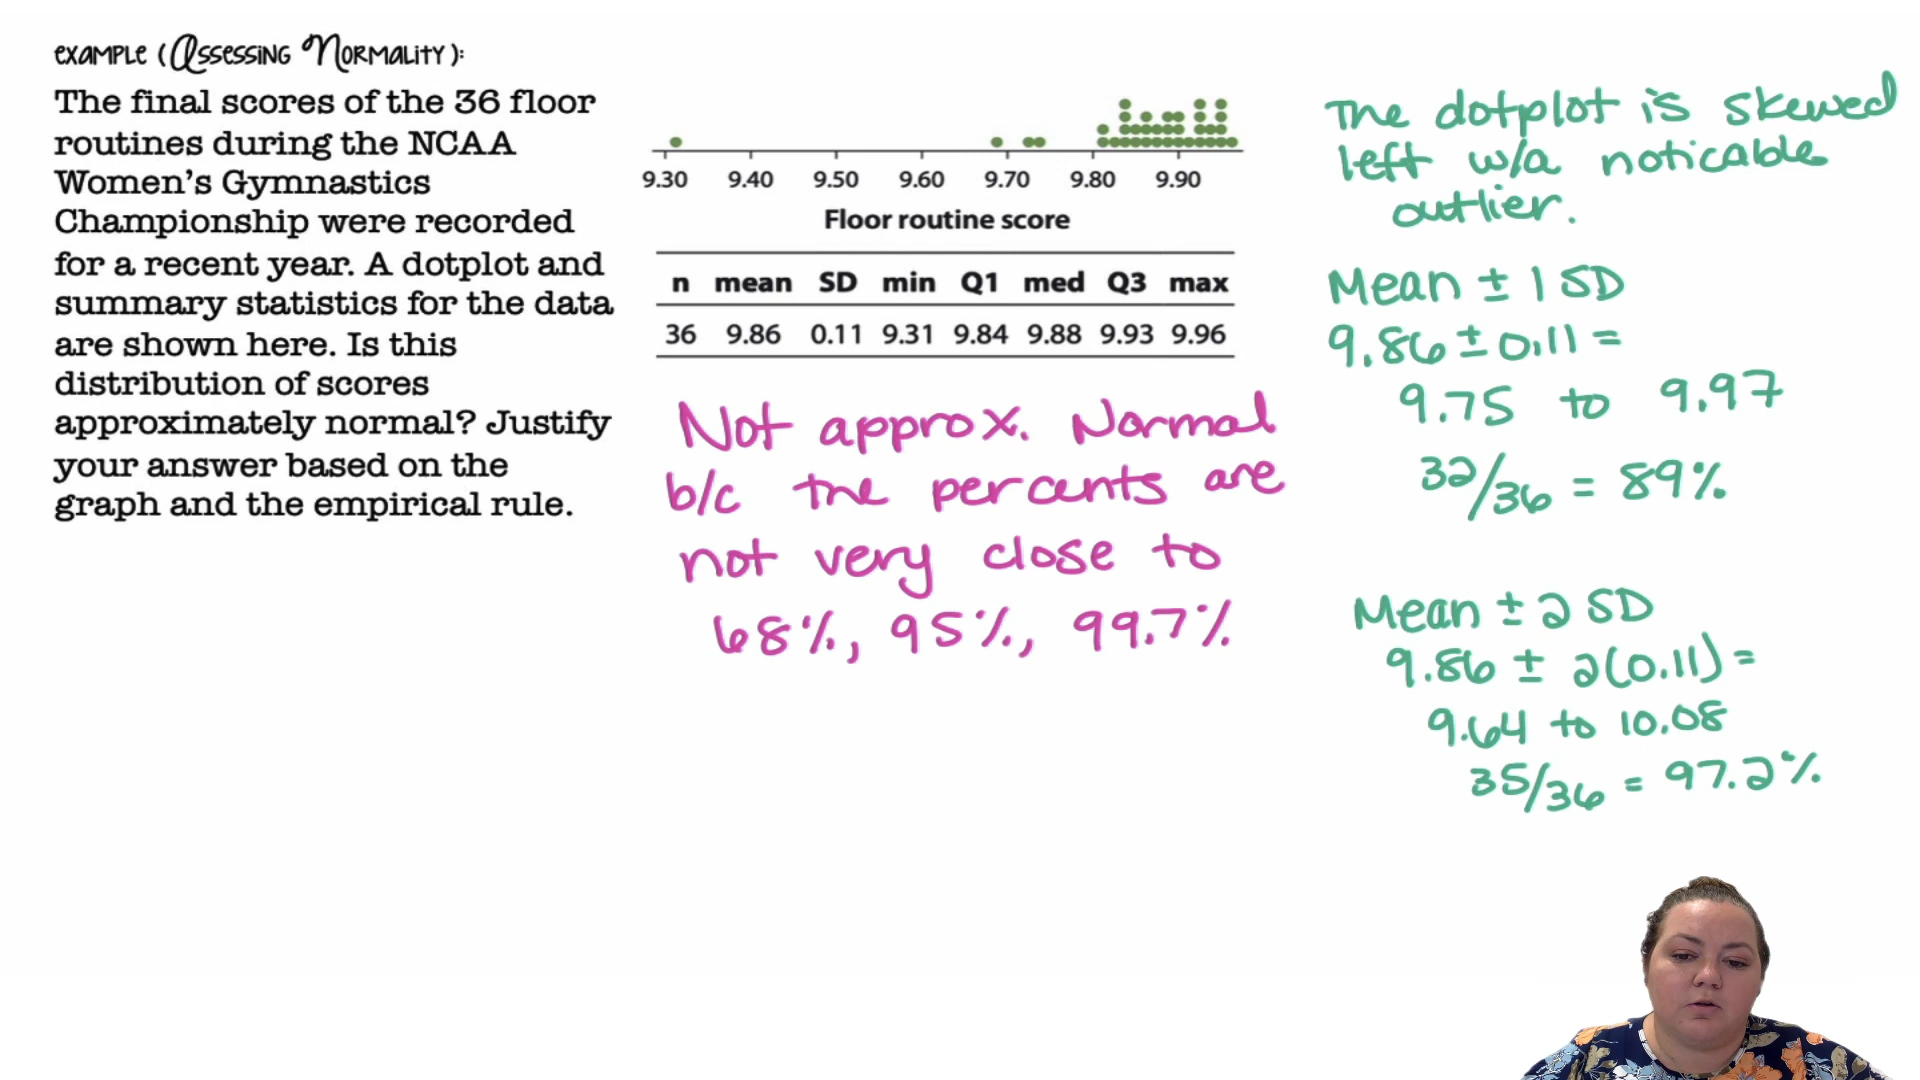 EXAMPLE (ASSESSING NORMALITY):
The final scores of the 36 floor
routines during the NCAA
Women's Gymnastics
Championship were recorded
for a recent year. A dotplot and
summary statistics for the data
are shown here. Is this
distribution of scores
approximately normal? Justify
your answer based on the
graph and the empirical rule.
9.30 9.40 9.50 9.60 9.70 9.80 9.90
Floor routine score
n mean SD min Q1 med Q3 max
36 9.86 0.11 9.31 9.84 9.88 9.93 9.96
Not approx. Normal
b/c the percents are
not very close to
68%, 95%, 99.7%
The dotplot is skewed
left w/a noticable
outlier.
Mean ± 1 SD
9.86 ± 0.11 =
9.75 to 9.97
32/36 = 89%
Mean ± 2 SD
9.86 ± 2(0.11) =
9.64 to 10.08
35/36 = 97.2%